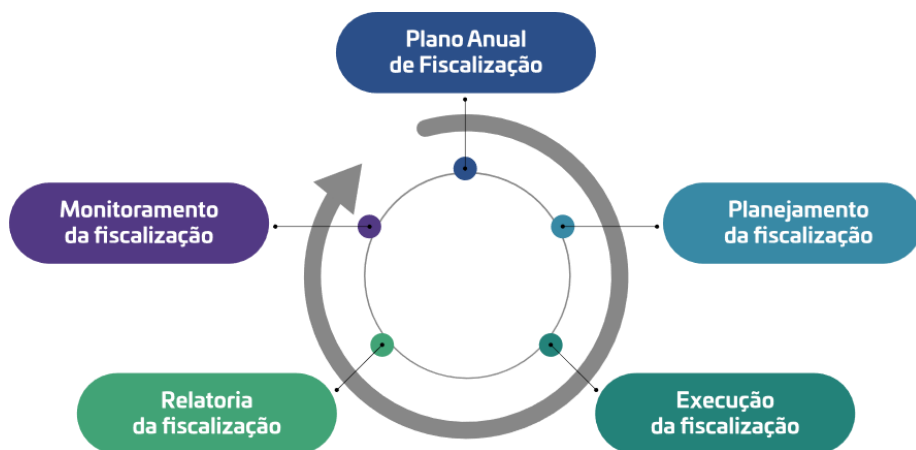 Plano Anual
de Fiscalização
Monitoramento
da fiscalização
Planejamento
da fiscalização
Relatoria
da fiscalização
Execução
da fiscalização